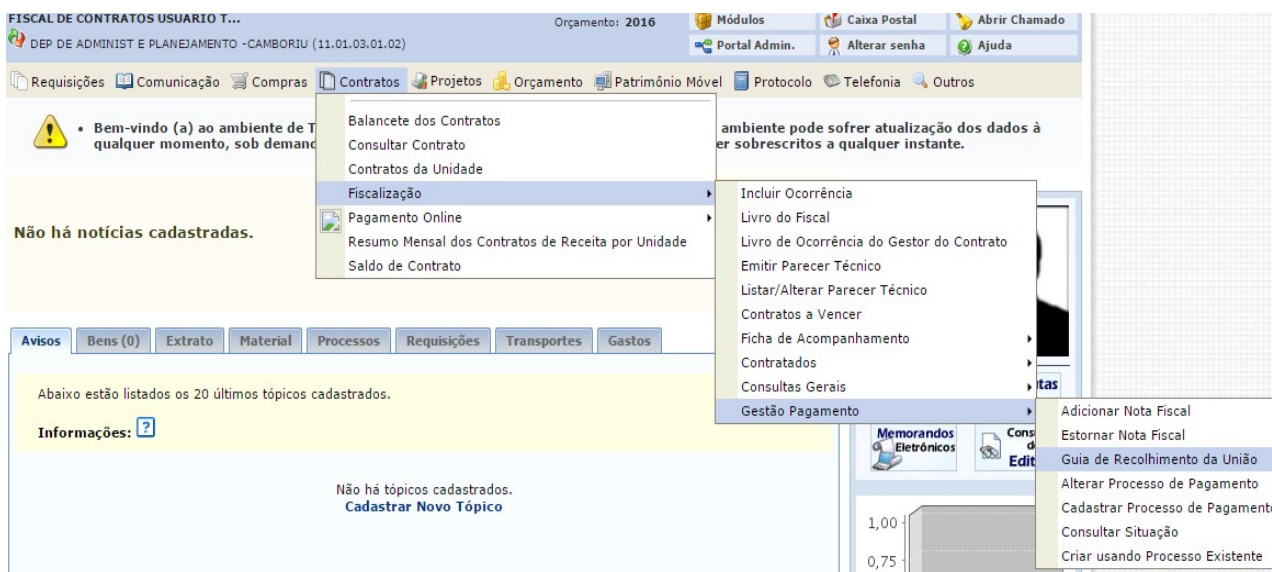 FISCAL DE CONTRATOS USUARIO T...
Orçamento: 2016
Módulos
Caixa Postal
Abrir Chamado
DEP DE ADMINIST E PLANEJAMENTO -CAMBORIU (11.01.03.01.02)
Portal Admin.
Alterar senha
Ajuda
Requisições Comunicação Compras Contratos Projetos Orçamento Patrimônio Móvel Protocolo Telefonia Outros
• Bem-vindo (a) ao ambiente de T
ambiente pode sofrer atualização dos dados à
qualquer momento, sob demand
er sobrescritos a qualquer instante.
Balancete dos Contratos
Consultar Contrato
Contratos da Unidade
Fiscalização
Pagamento Online
Resumo Mensal dos Contratos de Receita por Unidade
Saldo de Contrato
Incluir Ocorrência
Livro do Fiscal
Livro de Ocorrência do Gestor do Contrato
Emitir Parecer Técnico
Listar/Alterar Parecer Técnico
Contratos a Vencer
Ficha de Acompanhamento
Contratados
Consultas Gerais
Gestão Pagamento
Adicionar Nota Fiscal
Estornar Nota Fiscal
Guia de Recolhimento da União
Alterar Processo de Pagamento
Cadastrar Processo de Pagamento
Consultar Situação
Criar usando Processo Existente
Não há notícias cadastradas.
Avisos Bens (0) Extrato Material Processos Requisições Transportes Gastos
Abaixo estão listados os 20 últimos tópicos cadastrados.
Informações: ?
Não há tópicos cadastrados.
Cadastrar Novo Tópico
itas
Memorandos
Eletrônicos
Cons
d
Edit
1,00
0,75